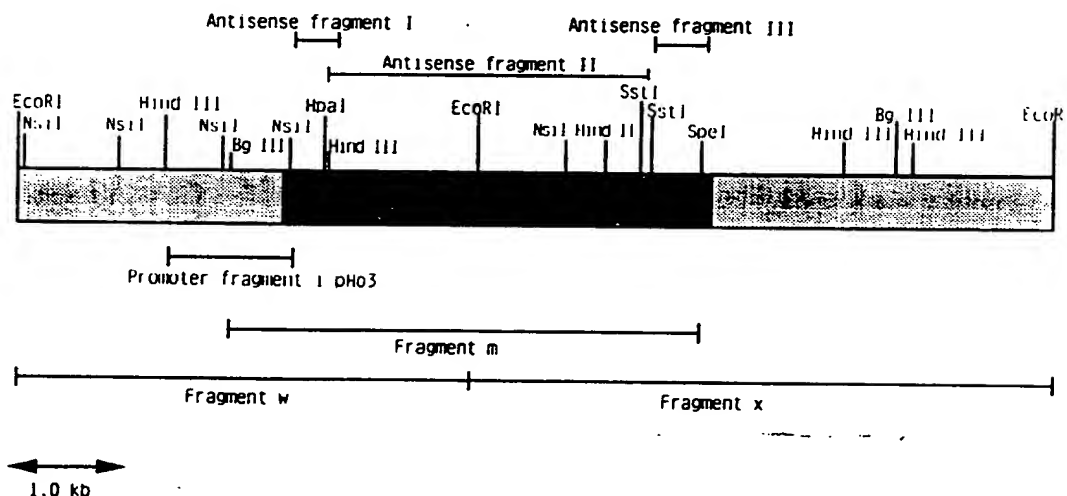 Antisense fragment I Antisense fragment III
Antisense fragment II
SstI
EcoRI Hind III HpaI EcoRI SstI Bg III EcoR
NsiI NsiI NsiI NsiI NsiI Hind II SpeI Hind III Hind III
Bg III Hind III
Promoter fragment i pHo3
Fragment m
Fragment w Fragment x
1.0 kb